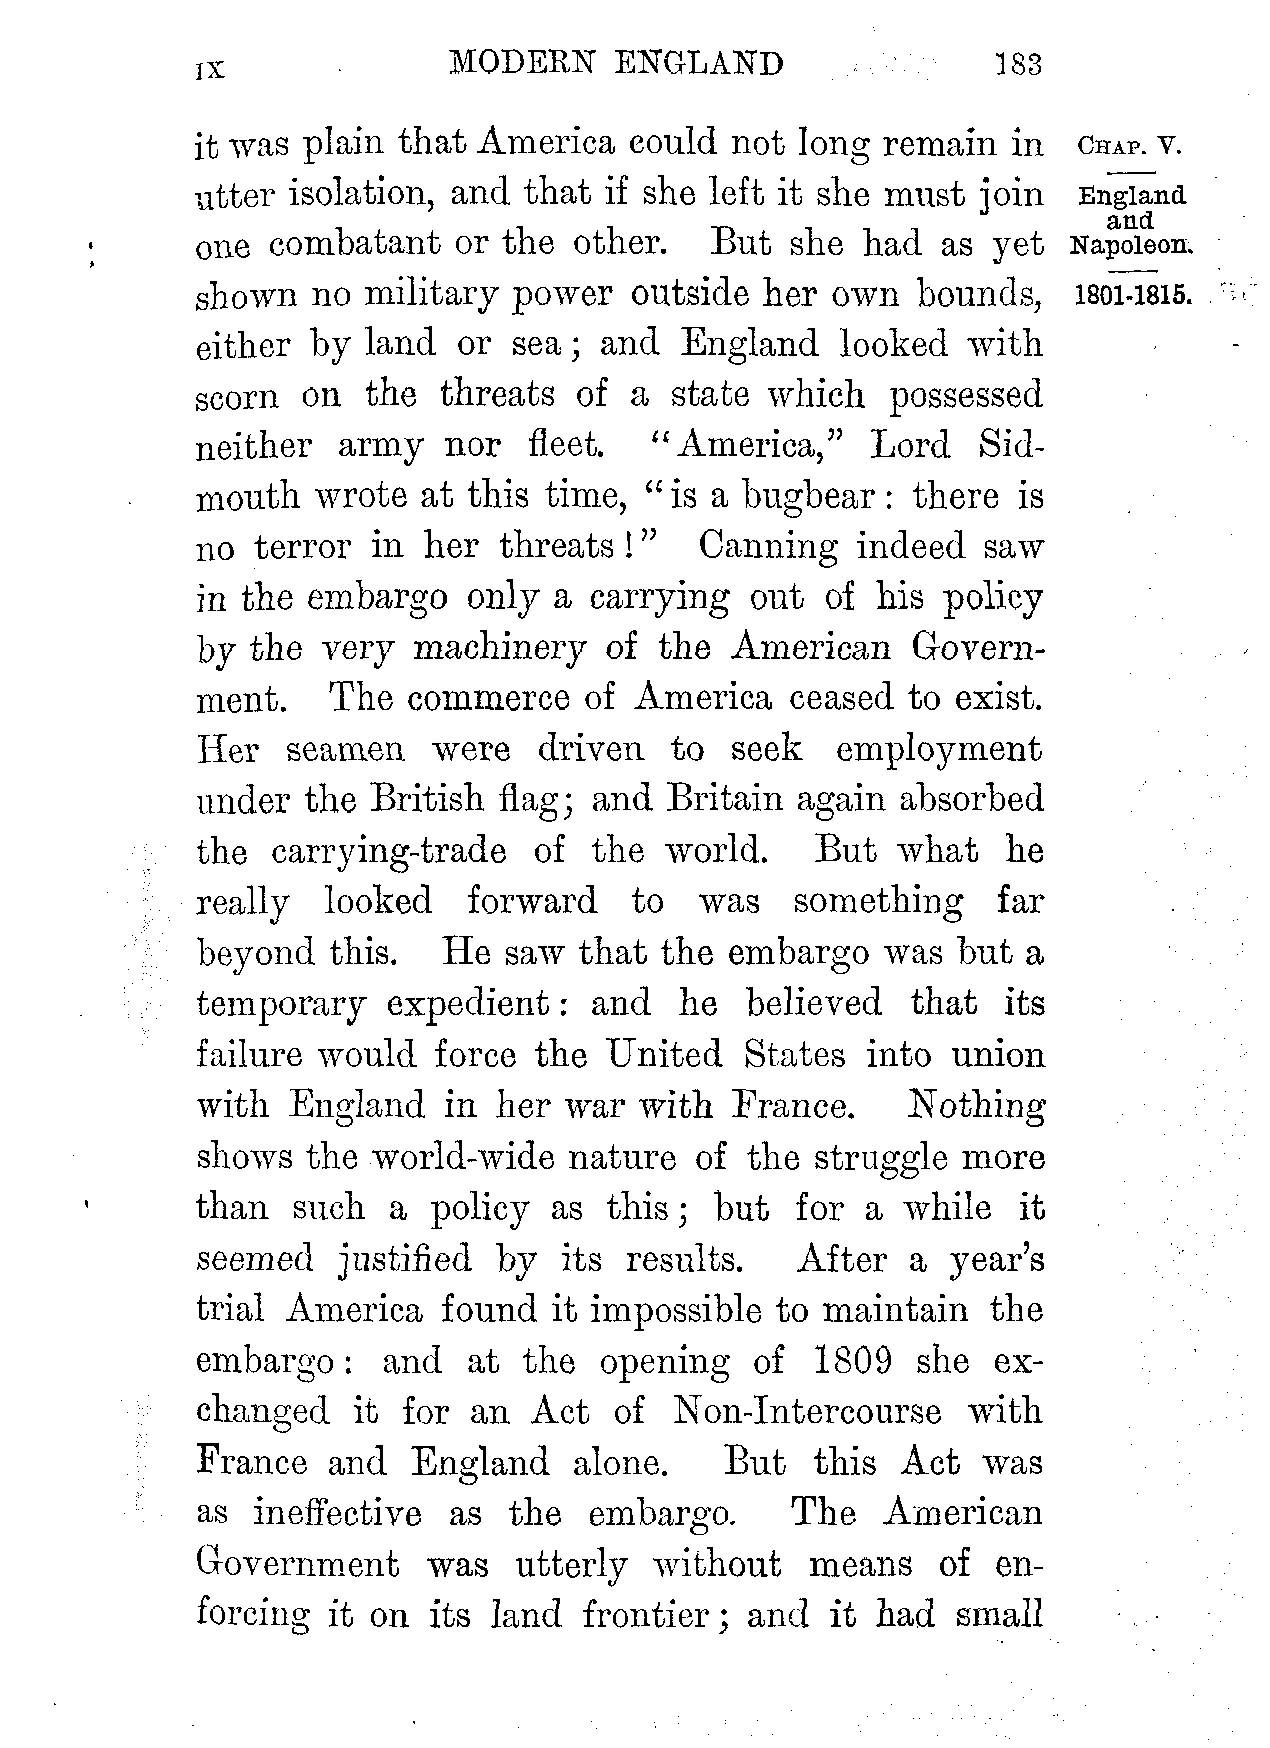 IX MODERN ENGLAND 183
it was plain that America could not long remain in
utter isolation, and that if she left it she must join
one combatant or the other. But she had as yet
shown no military power outside her own bounds,
either by land or sea; and England looked with
scorn on the threats of a state which possessed
neither army nor fleet. “America,” Lord Sid-
mouth wrote at this time, “is a bugbear: there is
no terror in her threats!” Canning indeed saw
in the embargo only a carrying out of his policy
by the very machinery of the American Govern-
ment. The commerce of America ceased to exist.
Her seamen were driven to seek employment
under the British flag; and Britain again absorbed
the carrying-trade of the world. But what he
really looked forward to was something far
beyond this. He saw that the embargo was but a
temporary expedient: and he believed that its
failure would force the United States into union
with England in her war with France. Nothing
shows the world-wide nature of the struggle more
than such a policy as this; but for a while it
seemed justified by its results. After a year’s
trial America found it impossible to maintain the
embargo: and at the opening of 1809 she ex-
changed it for an Act of Non-Intercourse with
France and England alone. But this Act was
as ineffective as the embargo. The American
Government was utterly without means of en-
forcing it on its land frontier; and it had small
CHAP. V.
England
and
Napoleon.
1801-1815.